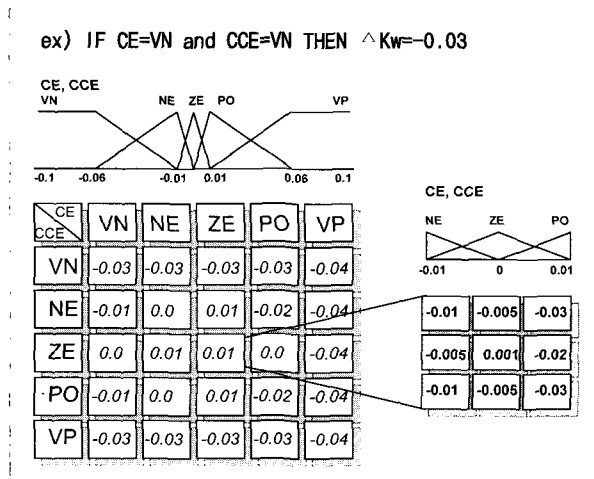 ex) IF CE=VN and CCE=VN THEN △Kw=-0.03
CE, CCE
VN NE ZE PO VP
-0.1 -0.06 -0.01 0.01 0.06 0.1
CE VN NE ZE PO VP
CCE
VN -0.03 -0.03 -0.03 -0.03 -0.04
NE -0.01 0.0 0.01 -0.02 -0.04
ZE 0.0 0.01 0.01 0.0 -0.04
PO -0.01 0.0 0.01 -0.02 -0.04
VP -0.03 -0.03 -0.03 -0.03 -0.04
CE, CCE
NE ZE PO
-0.01 0 0.01
-0.01 -0.005 -0.03
-0.005 0.001 -0.02
-0.01 -0.005 -0.03